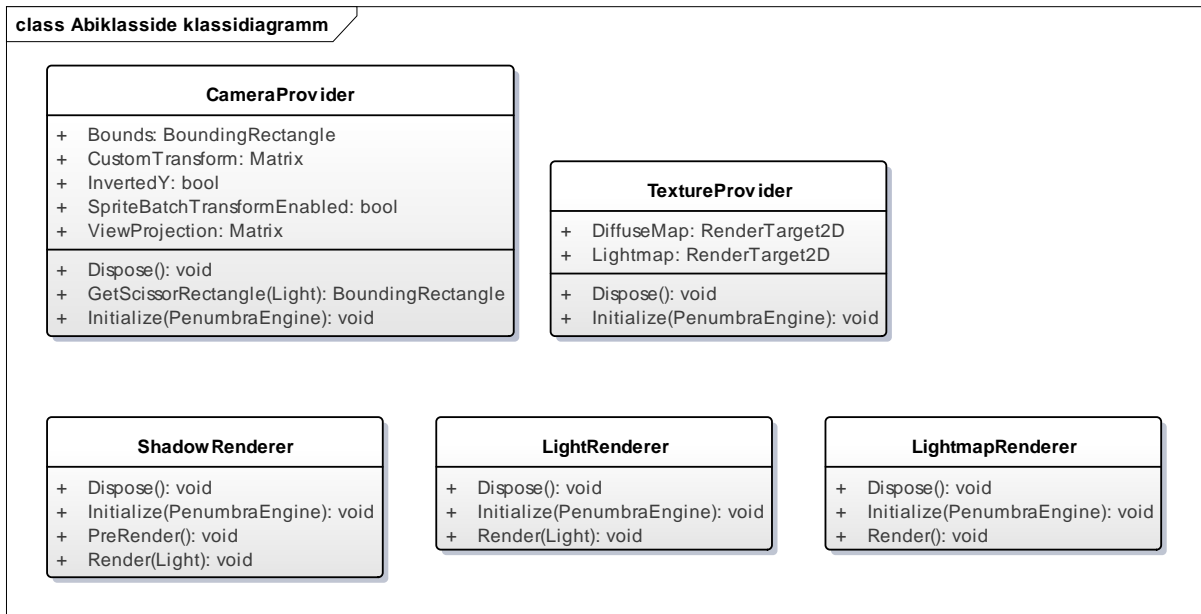 class Abiklasside klassidiagramm
CameraProvider
+ Bounds: BoundingRectangle
+ CustomTransform: Matrix
+ InvertedY: bool
+ SpriteBatchTransformEnabled: bool
+ ViewProjection: Matrix
+ Dispose(): void
+ GetScissorRectangle(Light): BoundingRectangle
+ Initialize(PenumbraEngine): void
TextureProvider
+ DiffuseMap: RenderTarget2D
+ Lightmap: RenderTarget2D
+ Dispose(): void
+ Initialize(PenumbraEngine): void
ShadowRenderer
+ Dispose(): void
+ Initialize(PenumbraEngine): void
+ PreRender(): void
+ Render(Light): void
LightRenderer
+ Dispose(): void
+ Initialize(PenumbraEngine): void
+ Render(Light): void
LightmapRenderer
+ Dispose(): void
+ Initialize(PenumbraEngine): void
+ Render(): void